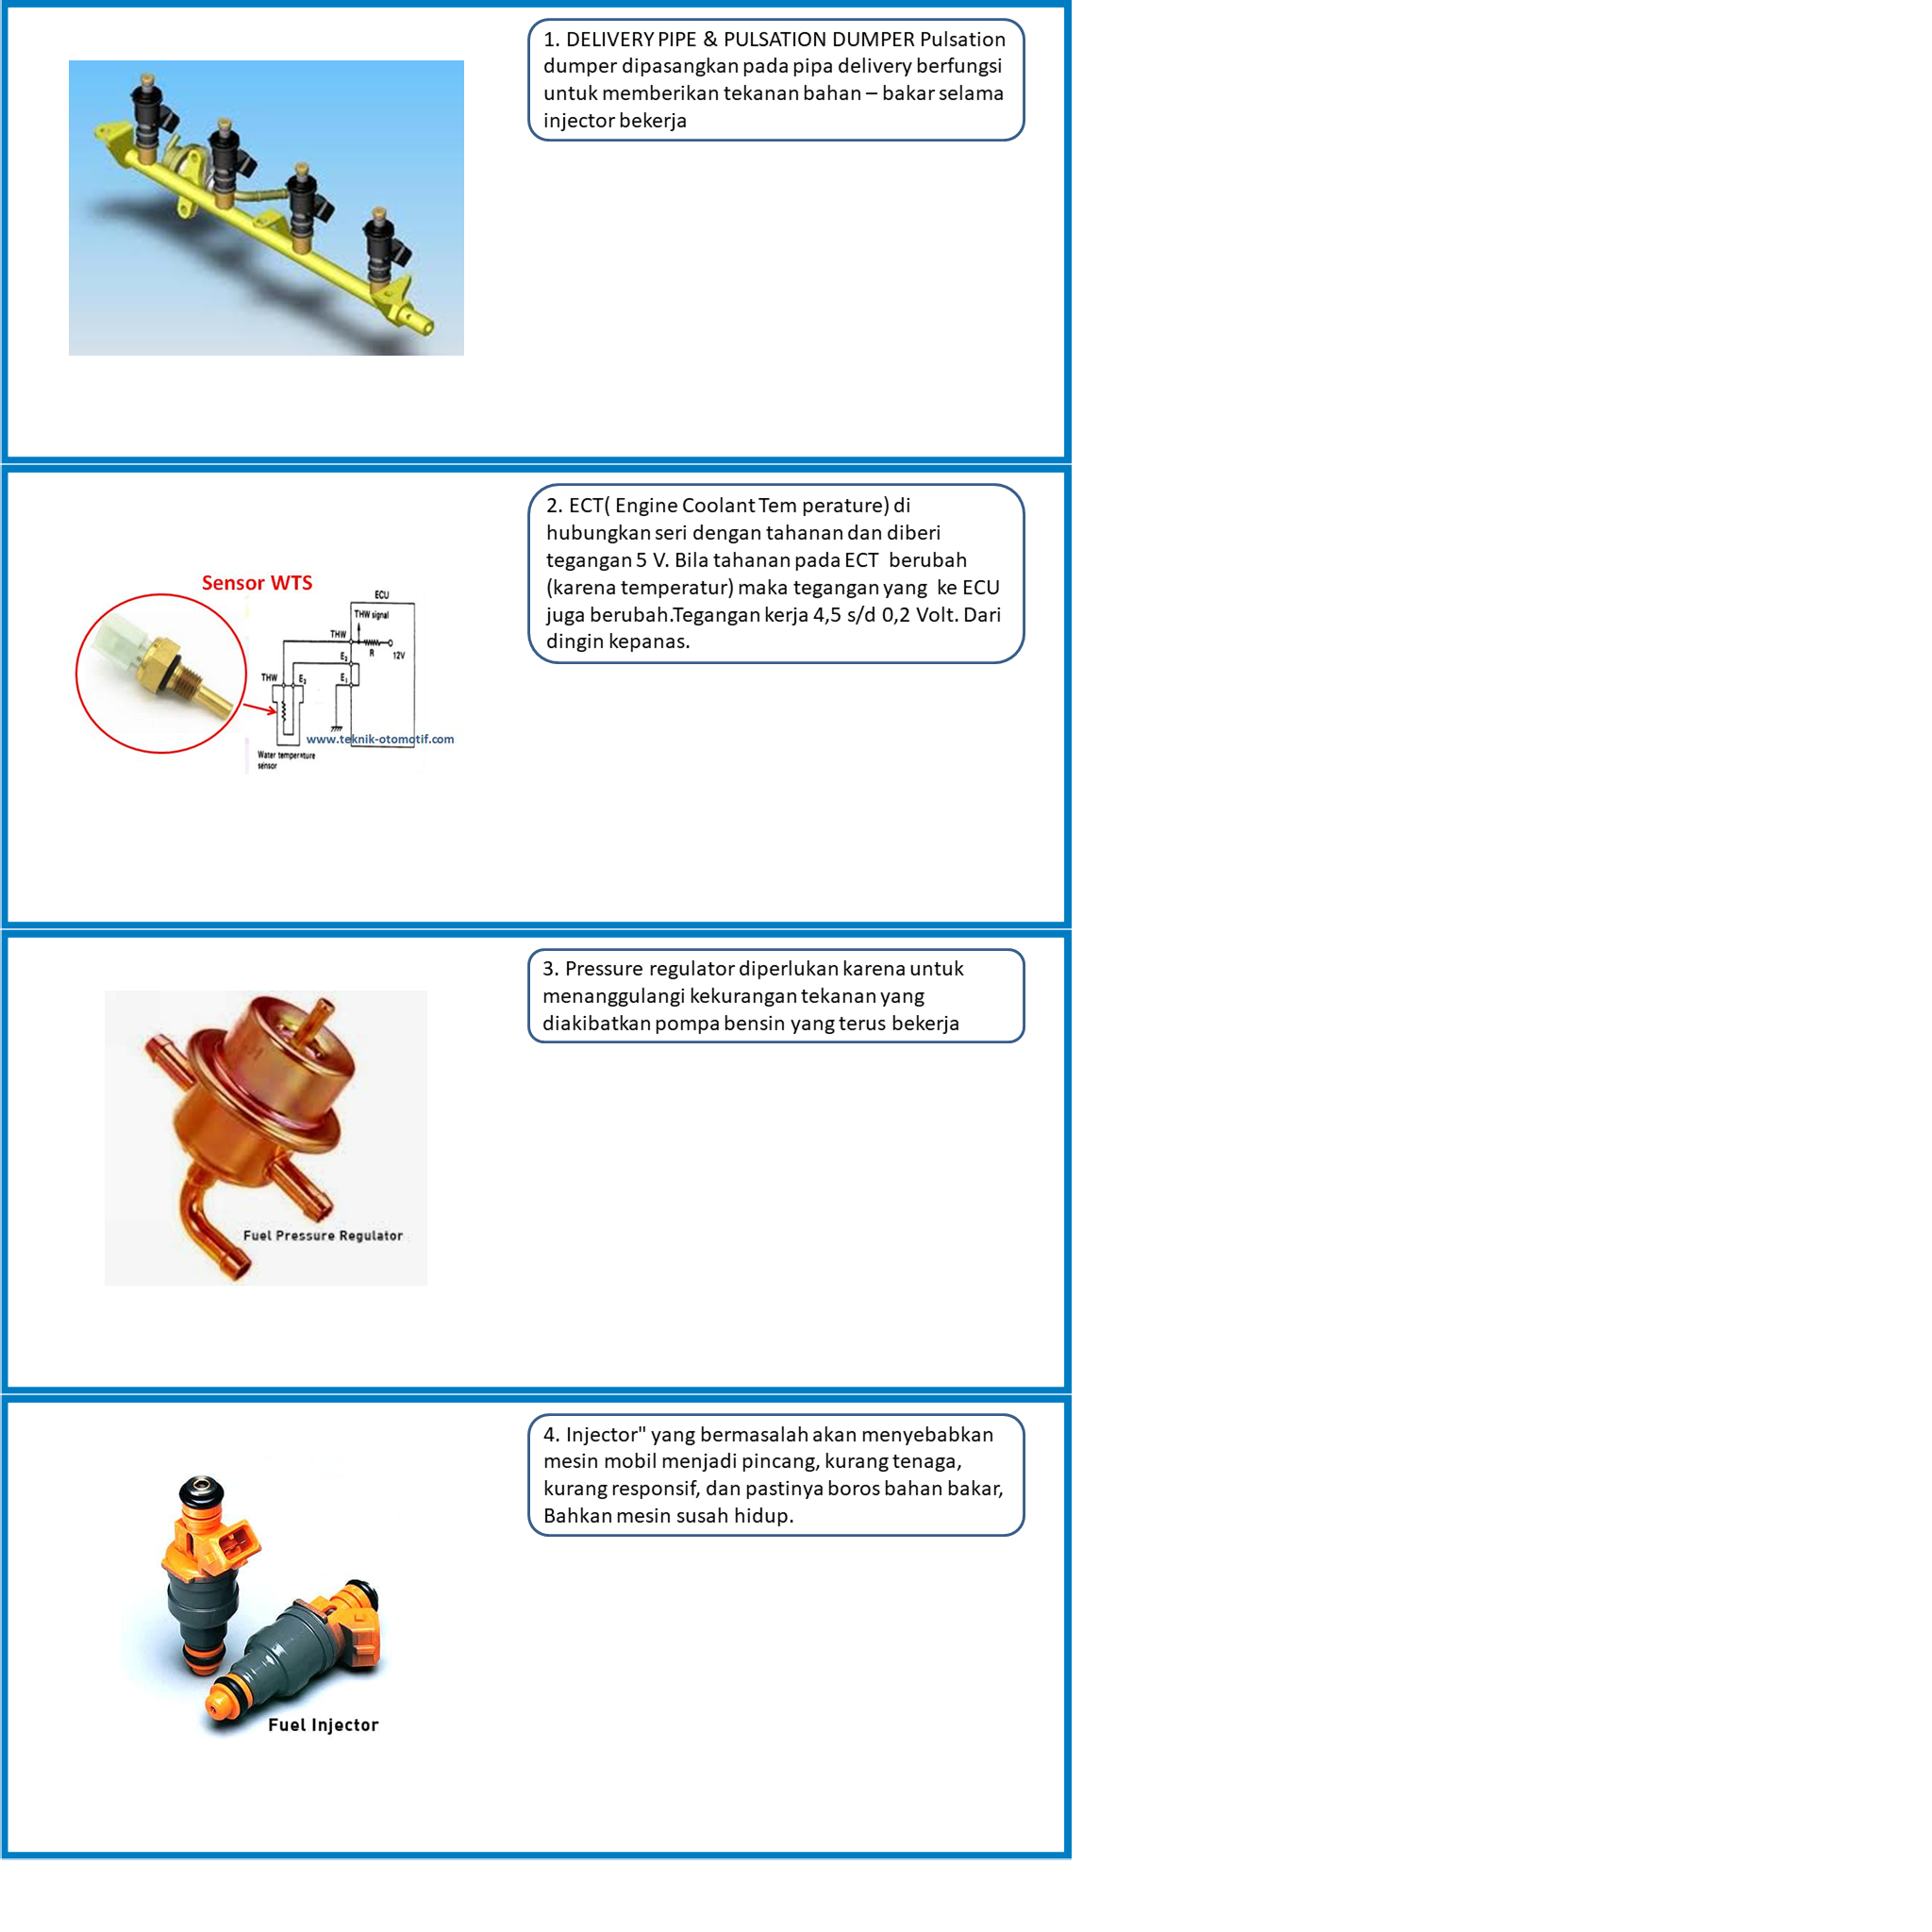 1. DELIVERY PIPE & PULSATION DUMPER Pulsation
dumper dipasangkan pada pipa delivery berfungsi
untuk memberikan tekanan bahan – bakar selama
injector bekerja
2. ECT( Engine Coolant Tem perature) di
hubungkan seri dengan tahanan dan diberi
tegangan 5 V. Bila tahanan pada ECT  berubah
(karena temperatur) maka tegangan yang  ke ECU
juga berubah.Tegangan kerja 4,5 s/d 0,2 Volt. Dari
dingin kepanas.
Sensor WTS
ECU
THW signal
THW
R
12V
E₂
E₁
THW
E₂
www.teknik-otomotif.com
Water temperature
sensor
3. Pressure regulator diperlukan karena untuk
menanggulangi kekurangan tekanan yang
diakibatkan pompa bensin yang terus bekerja
Fuel Pressure Regulator
4. Injector" yang bermasalah akan menyebabkan
mesin mobil menjadi pincang, kurang tenaga,
kurang responsif, dan pastinya boros bahan bakar,
Bahkan mesin susah hidup.
Fuel Injector